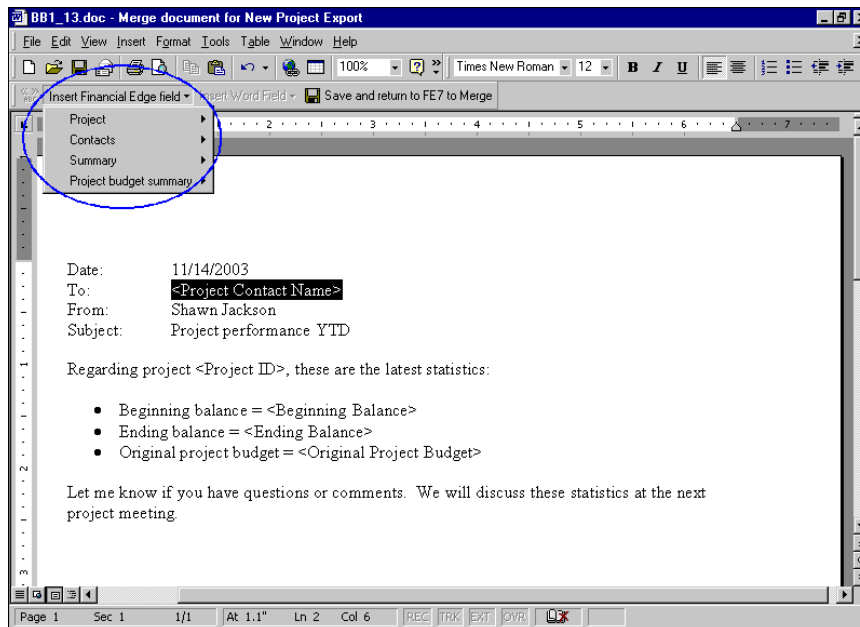 BB1_13.doc - Merge document for New Project Export
File Edit View Insert Format Tools Table Window Help
100% Times New Roman 12 B I U
Insert Financial Edge field Insert Word Field Save and return to FE7 to Merge
Project
Contacts
Summary
Project budget summary
2 3 4 5 6 7
Date: 11/14/2003
To: <Project Contact Name>
From: Shawn Jackson
Subject: Project performance YTD
Regarding project <Project ID>, these are the latest statistics:
• Beginning balance = <Beginning Balance>
• Ending balance = <Ending Balance>
• Original project budget = <Original Project Budget>
Let me know if you have questions or comments. We will discuss these statistics at the next
project meeting.
Page 1 Sec 1 1/1 At 1.1" Ln 2 Col 6 REC TRK EXT OVR